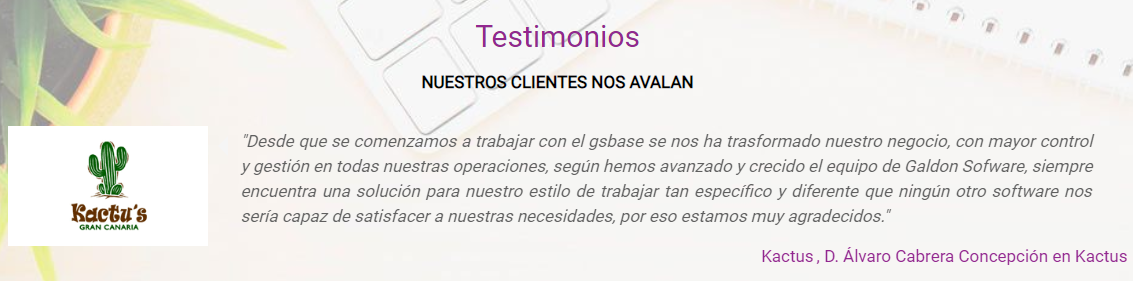 Testimonios
NUESTROS CLIENTES NOS AVALAN
"Desde que se comenzamos a trabajar con el gsbase se nos ha trasformado nuestro negocio, con mayor control
y gestión en todas nuestras operaciones, según hemos avanzado y crecido el equipo de Galdon Sofware, siempre
encuentra una solución para nuestro estilo de trabajar tan específico y diferente que ningún otro software nos
sería capaz de satisfacer a nuestras necesidades, por eso estamos muy agradecidos."
Kactu's
GRAN CANARIA
Kactus , D. Álvaro Cabrera Concepción en Kactus